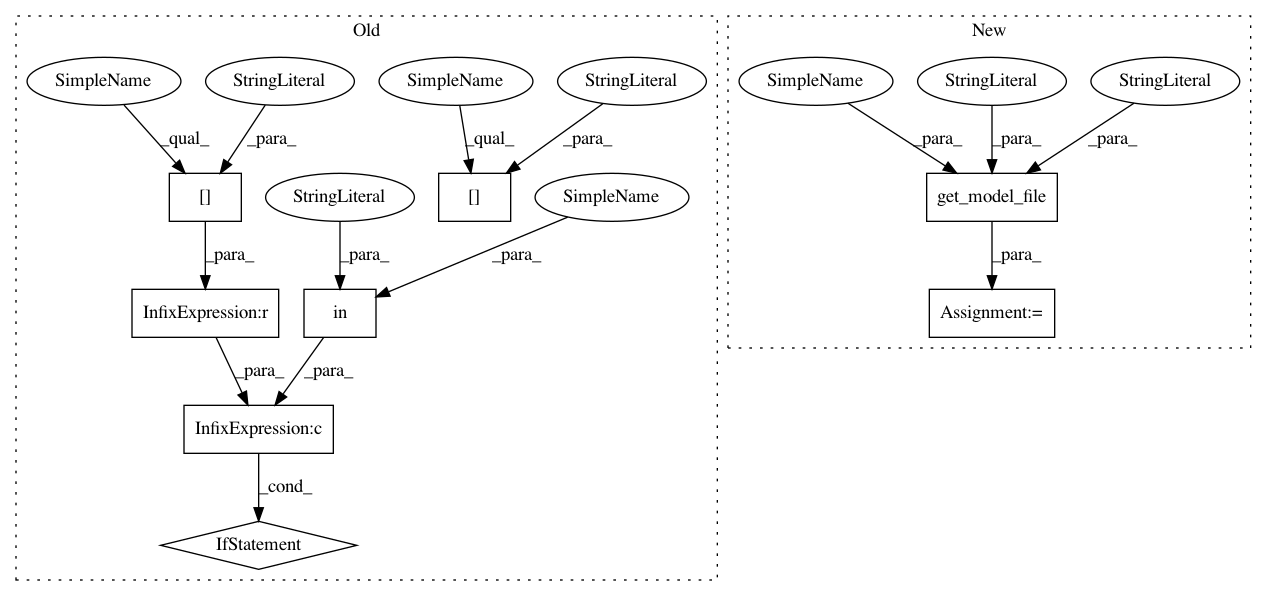 Old
New
SimpleName
StringLiteral
SimpleName
StringLiteral
SimpleName
StringLiteral
StringLiteral
_qual_
_para_
_qual_
_para_
_para_
_para_
_para_
[]
StringLiteral
[]
SimpleName
get_model_file
_para_
_para_
_para_
_para_
InfixExpression:r
in
Assignment:=
_para_
_para_
InfixExpression:c
_cond_
IfStatement